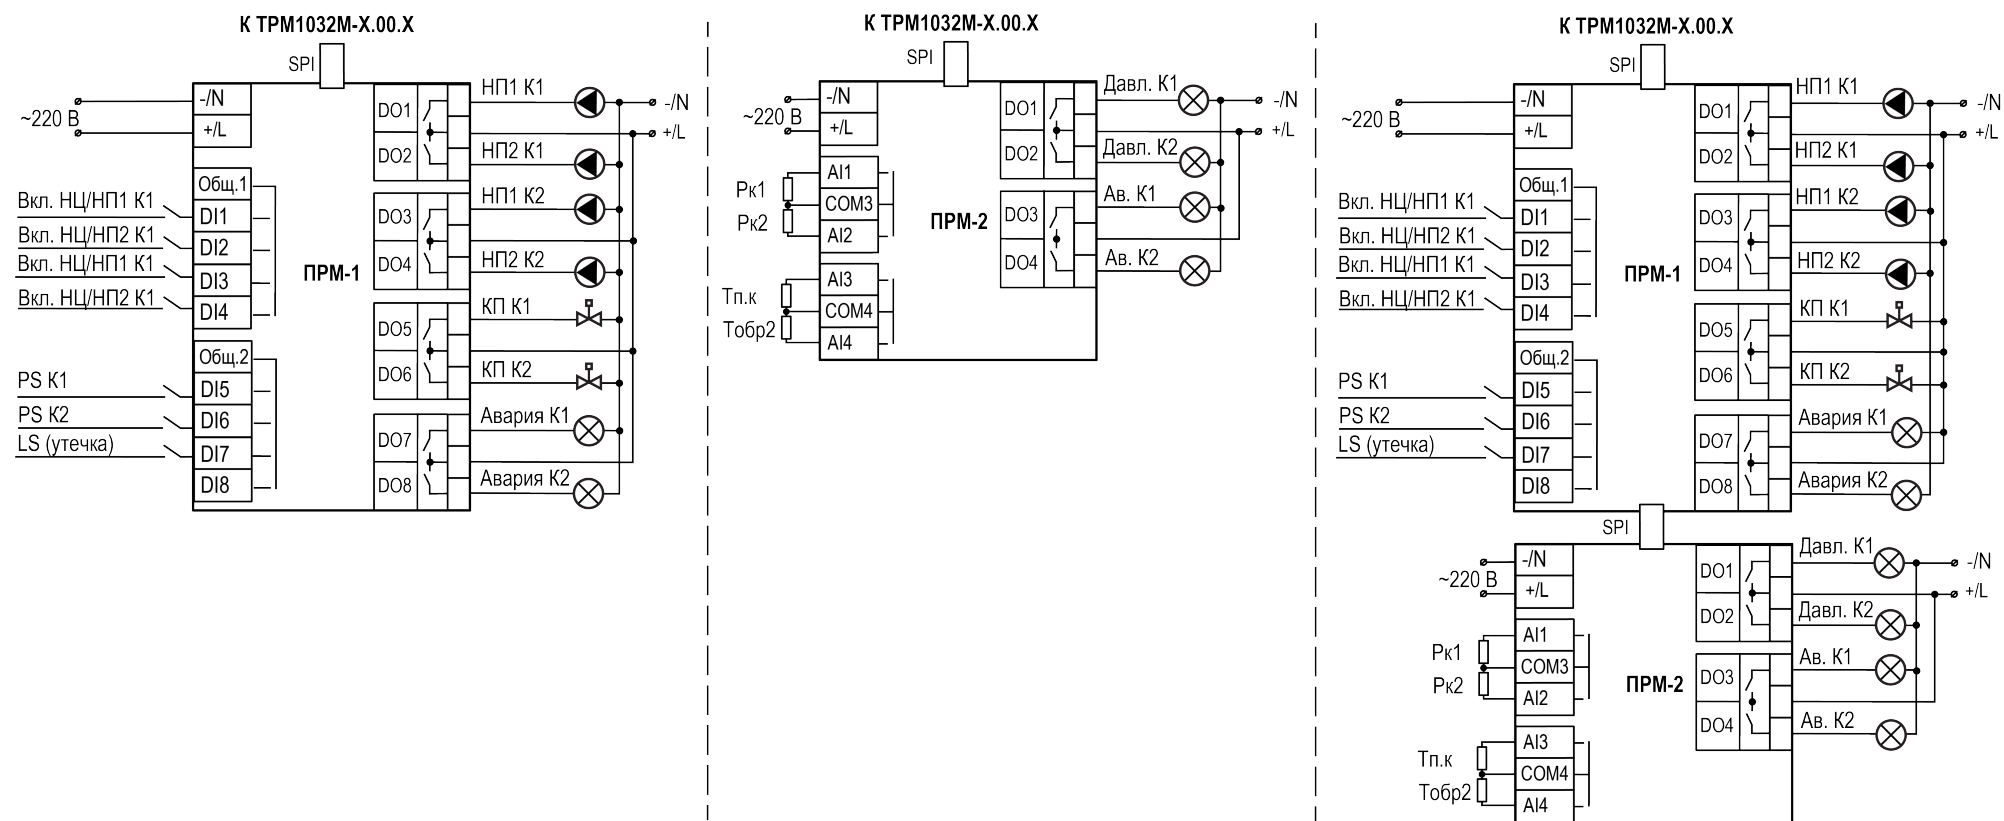 К ТРМ1032М-Х.00.Х
SPI
-/N
+/L
~220 В
Общ.1
Вкл. НЦ/НП1 К1
DI1
Вкл. НЦ/НП2 К1
DI2
Вкл. НЦ/НП1 К1
DI3
Вкл. НЦ/НП2 К1
DI4
Общ.2
PS К1
DI5
PS К2
DI6
LS (утечка)
DI7
DI8
ПРМ-1
DO1
НП1 К1
-/N
+/L
DO2
НП2 К1
DO3
НП1 К2
DO4
НП2 К2
DO5
КП К1
DO6
КП К2
DO7
Авария К1
DO8
Авария К2
К ТРМ1032М-Х.00.Х
SPI
-/N
+/L
~220 В
AI1
Рк1
COM3
Рк2
AI2
AI3
Тп.к
COM4
Тобр2
AI4
ПРМ-2
DO1
Давл. К1
-/N
+/L
DO2
Давл. К2
DO3
Ав. К1
DO4
Ав. К2
К ТРМ1032М-Х.00.Х
SPI
-/N
+/L
~220 В
Общ.1
Вкл. НЦ/НП1 К1
DI1
Вкл. НЦ/НП2 К1
DI2
Вкл. НЦ/НП1 К1
DI3
Вкл. НЦ/НП2 К1
DI4
Общ.2
PS К1
DI5
PS К2
DI6
LS (утечка)
DI7
DI8
ПРМ-1
DO1
НП1 К1
-/N
+/L
DO2
НП2 К1
DO3
НП1 К2
DO4
НП2 К2
DO5
КП К1
DO6
КП К2
DO7
Авария К1
DO8
Авария К2
SPI
-/N
+/L
~220 В
AI1
Рк1
COM3
Рк2
AI2
AI3
Тп.к
COM4
Тобр2
AI4
ПРМ-2
DO1
Давл. К1
-/N
+/L
DO2
Давл. К2
DO3
Ав. К1
DO4
Ав. К2